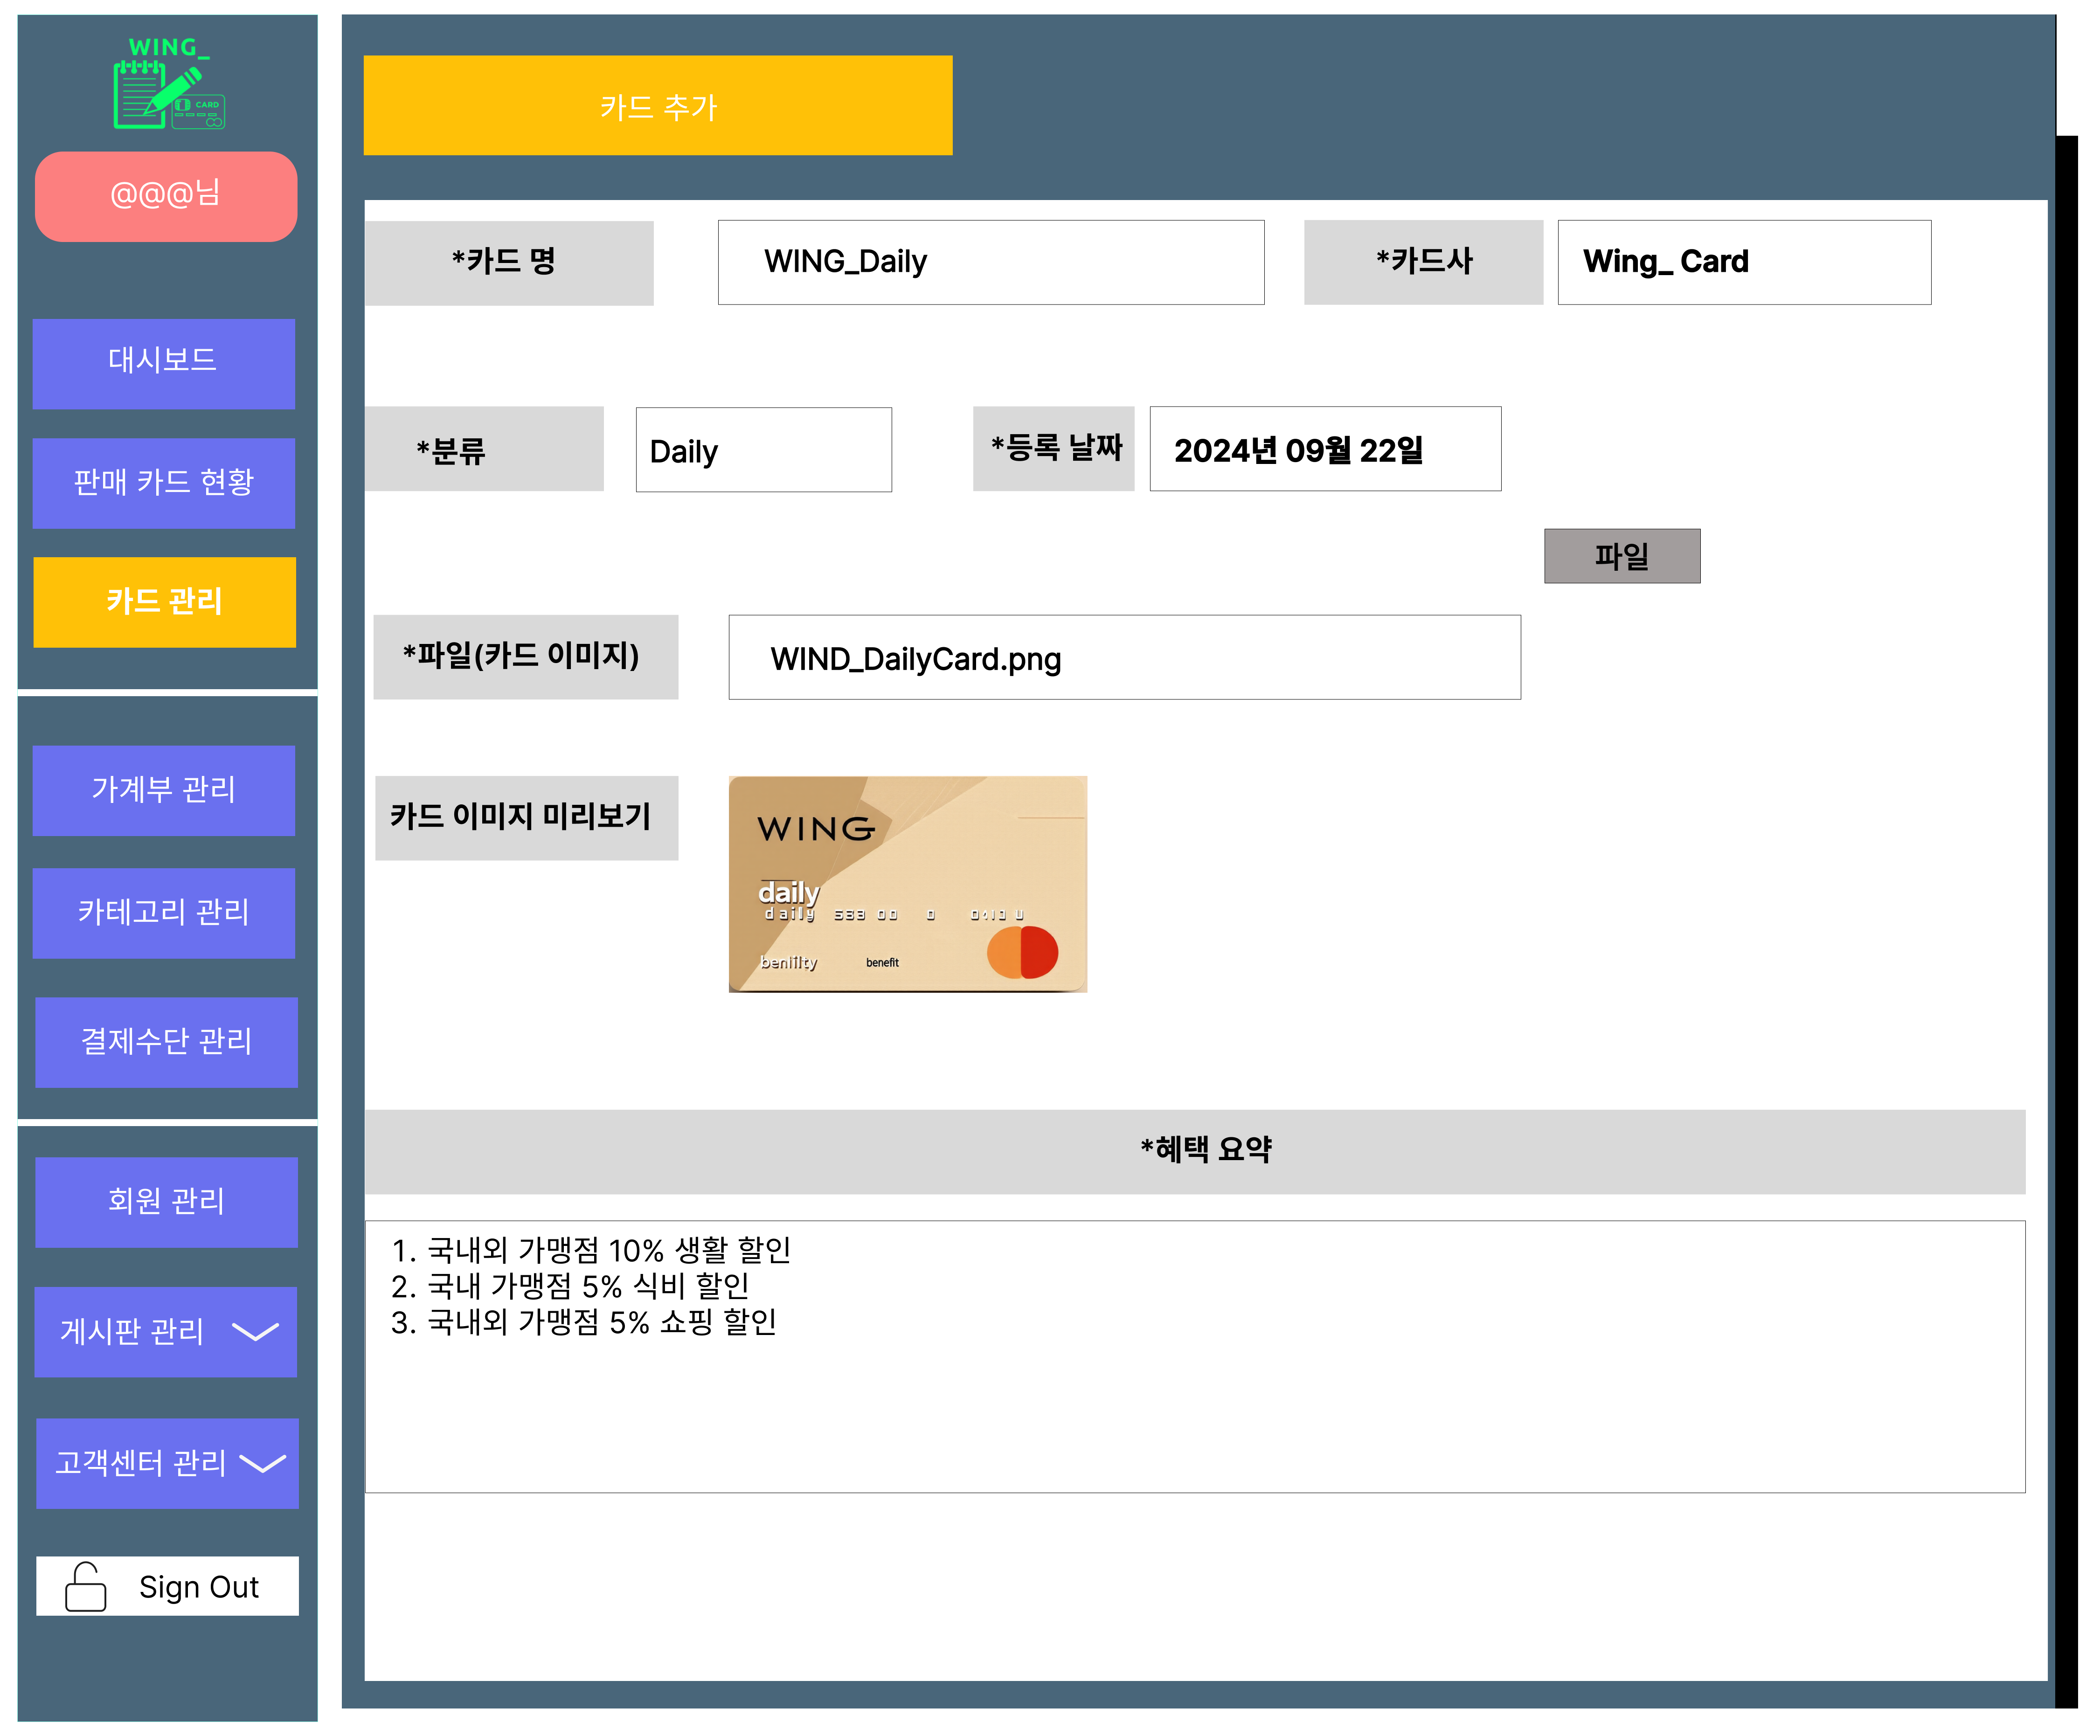 WING_
CARD
@@@님
대시보드
판매 카드 현황
카드 관리
가계부 관리
카테고리 관리
결제수단 관리
회원 관리
게시판 관리
고객센터 관리
Sign Out
카드 추가
*카드 명
WING_Daily
*카드사
Wing_ Card
*분류
Daily
*등록 날짜
2024년 09월 22일
파일
*파일(카드 이미지)
WIND_DailyCard.png
카드 이미지 미리보기
WING
daily
daily 533 00
benefit
*혜택 요약
1. 국내외 가맹점 10% 생활 할인
2. 국내 가맹점 5% 식비 할인
3. 국내외 가맹점 5% 쇼핑 할인